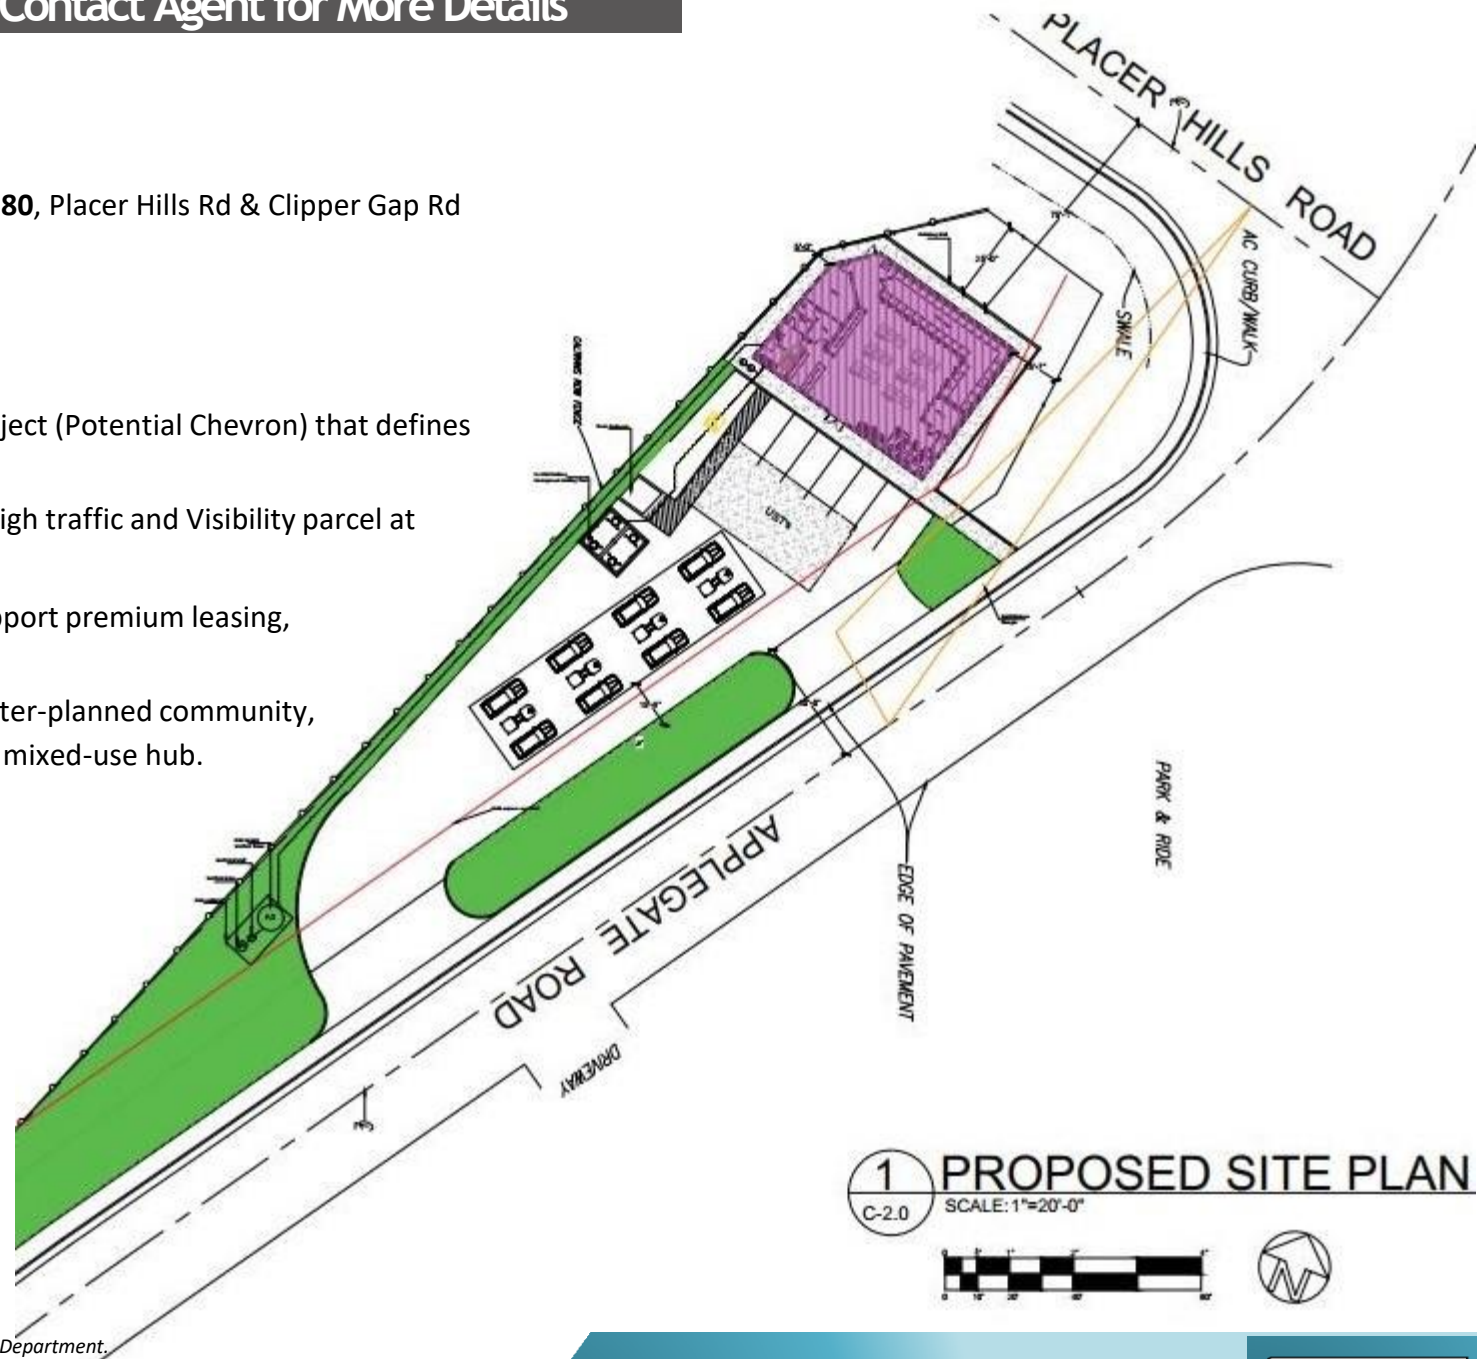 Contact Agent for More Details
80, Placer Hills Rd & Clipper Gap Rd
ject (Potential Chevron) that defines
igh traffic and Visibility parcel at
port premium leasing,
ter-planned community,
mixed-use hub.
PLACER HILLS ROAD
AC CURB/WALK
SWALE
UST's
APPLEGATE ROAD
EDGE OF PAVEMENT
PARK & RIDE
DRIVEWAY
1
C-2.0
PROPOSED SITE PLAN
SCALE: 1"=20'-0"
N
Department.